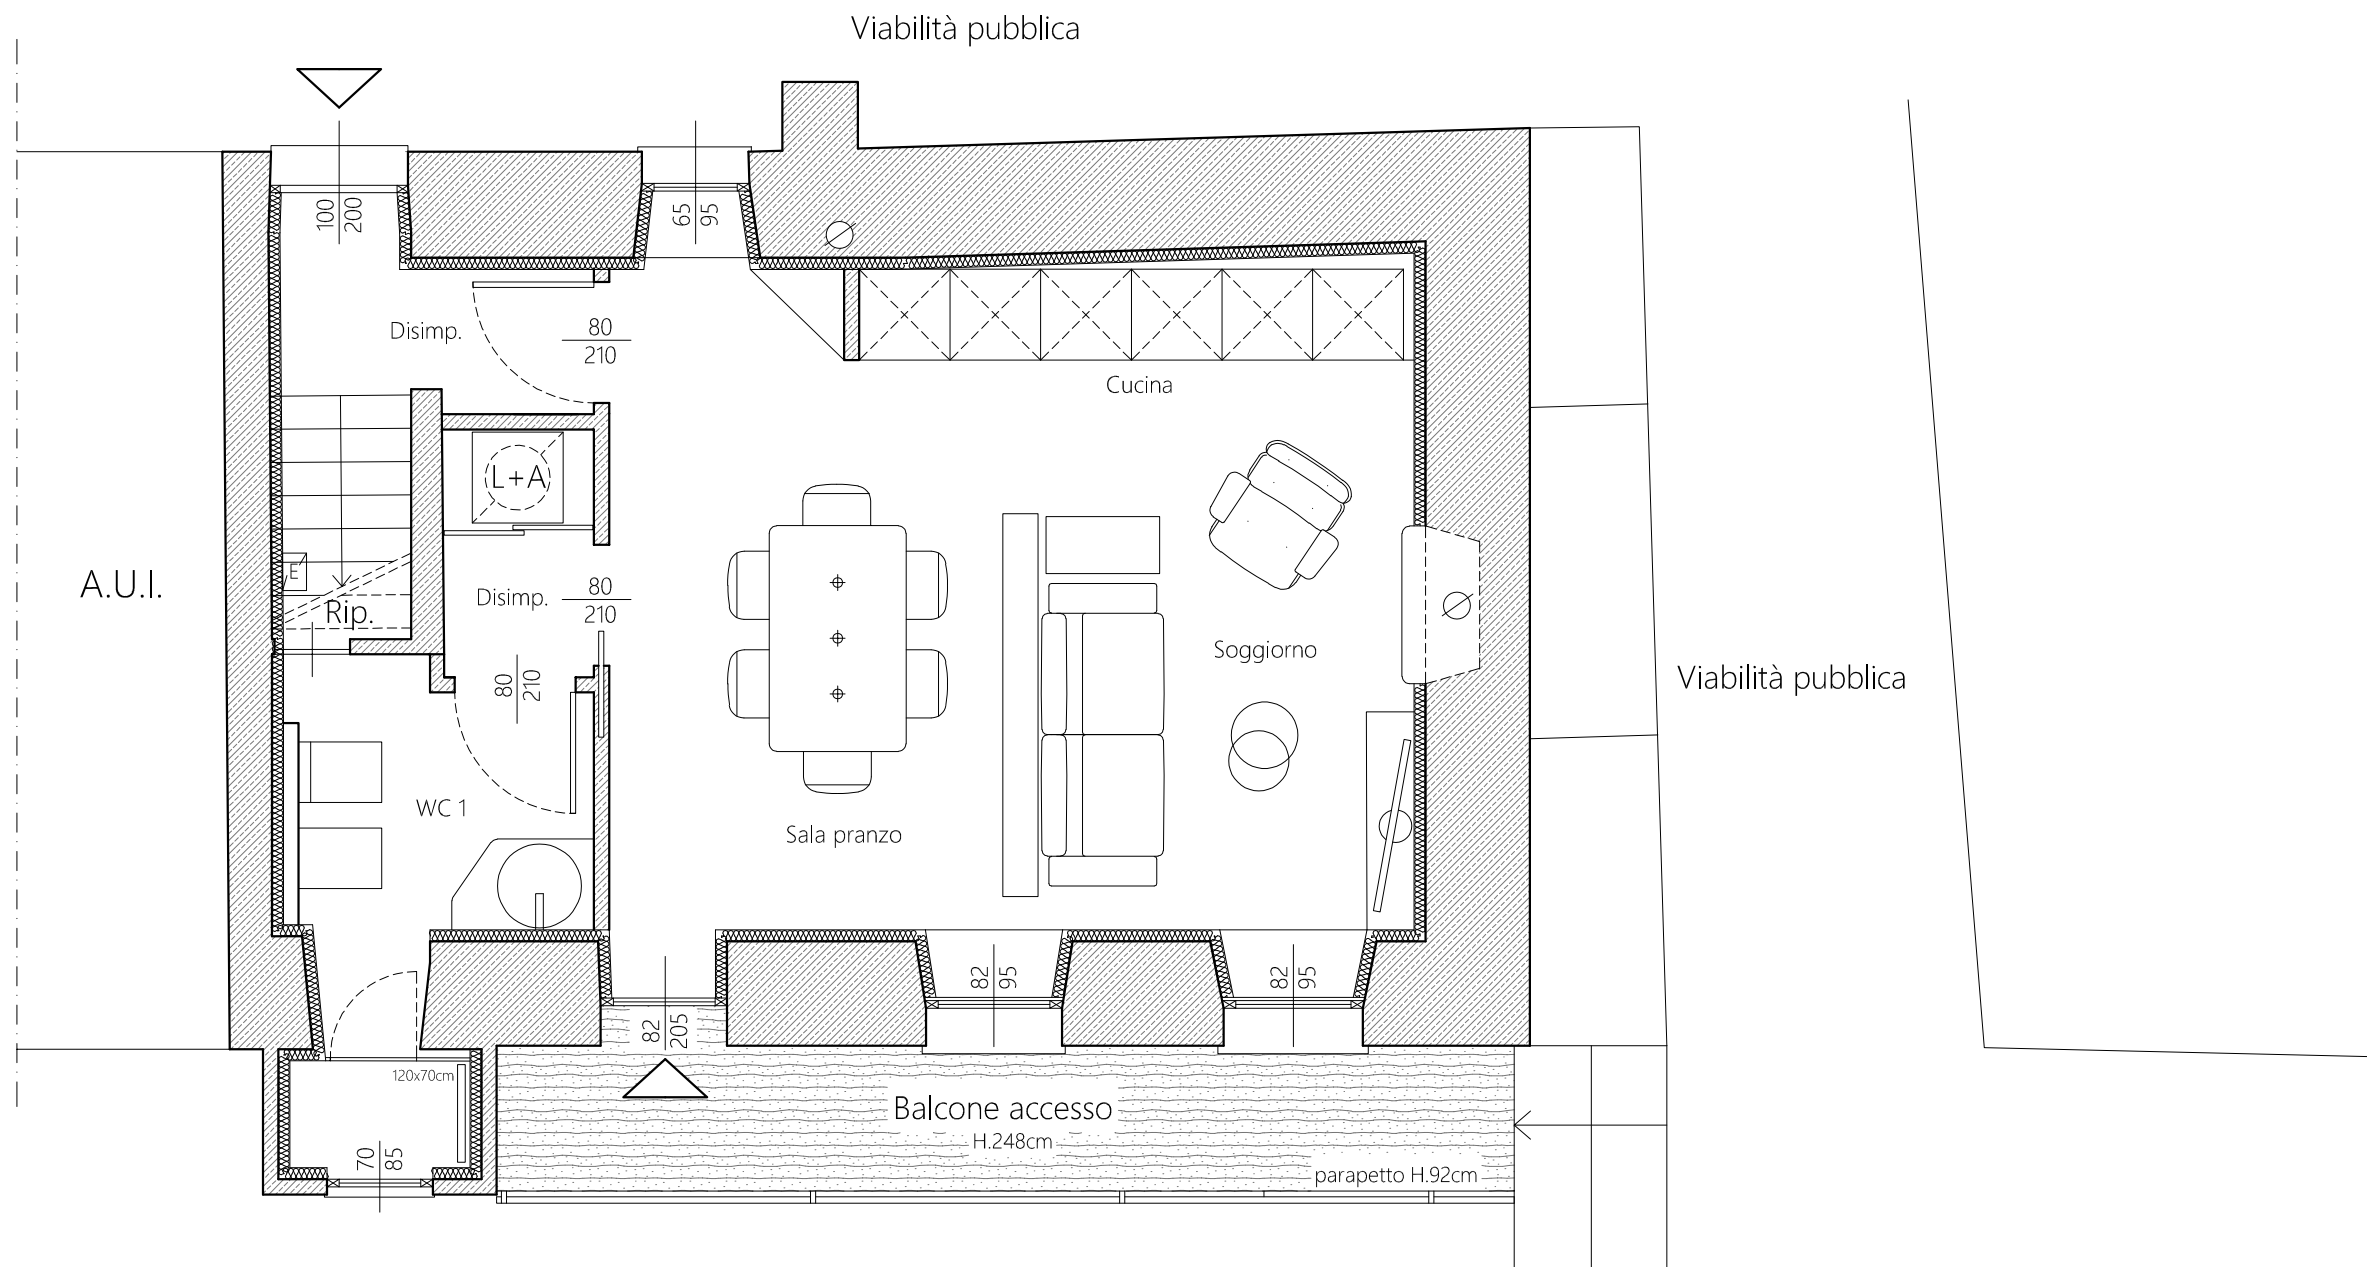 Viabilità pubblica
100
200
65
95
Disimp.
80
210
Cucina
L+A
E
A.U.I.
Rip.
Disimp.
80
210
80
210
Soggiorno
Viabilità pubblica
WC 1
Sala pranzo
82
205
82
95
82
95
120x70cm
70
85
Balcone accesso
H.248cm
parapetto H.92cm